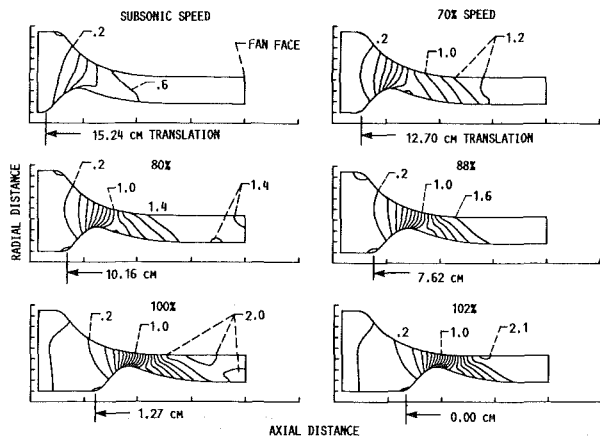 SUBSONIC SPEED
.2
FAN FACE
.6
15.24 CM TRANSLATION
70% SPEED
.2
1.0
1.2
12.70 CM TRANSLATION
80%
.2
1.0
1.4
1.4
10.16 CM
88%
.2
1.0
1.6
7.62 CM
RADIAL DISTANCE
100%
.2
1.0
2.0
1.27 CM
102%
.2
1.0
2.1
0.00 CM
AXIAL DISTANCE